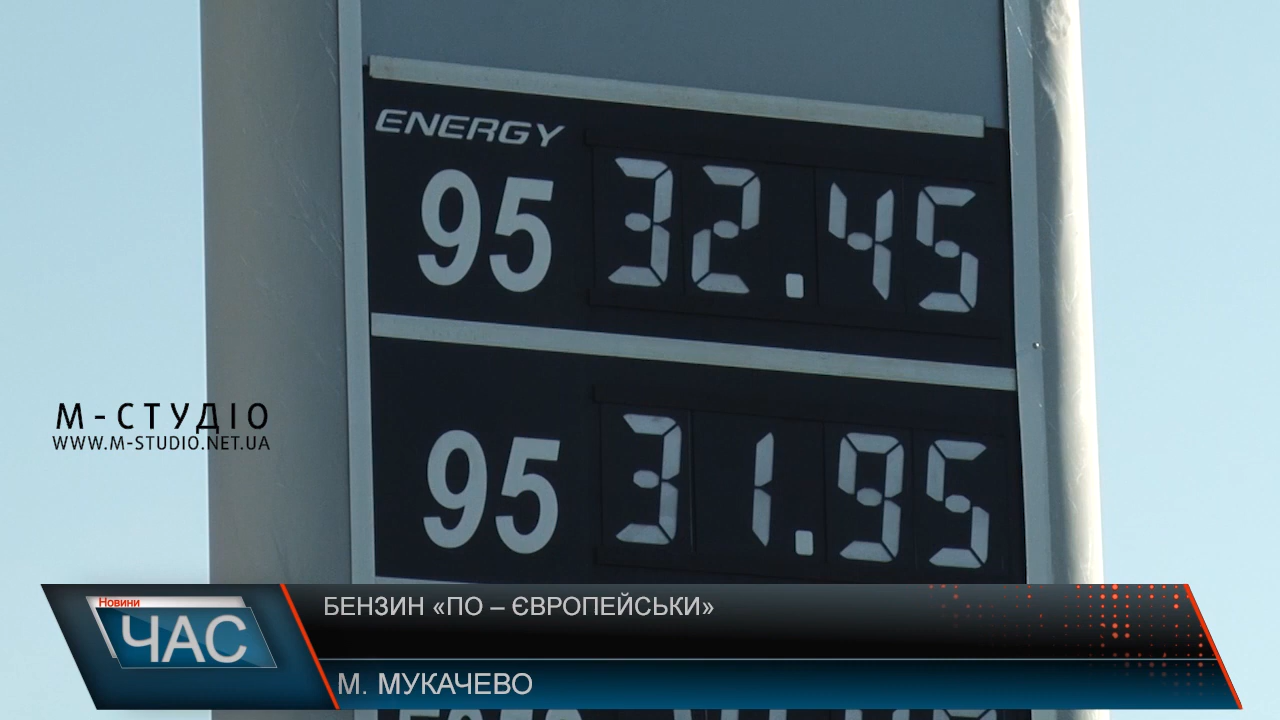 ENERGY
95 32.45
95 31.95
М-СТУДІО
WWW.M-STUDIO.NET.UA
Новини
ЧАС
БЕНЗИН «ПО – ЄВРОПЕЙСЬКИ»
М. МУКАЧЕВО